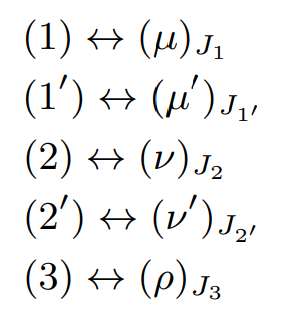 (1) ↔ (μ)_{J_1}
(1′) ↔ (μ′)_{J_{1′}}
(2) ↔ (ν)_{J_2}
(2′) ↔ (ν′)_{J_{2′}}
(3) ↔ (ρ)_{J_3}